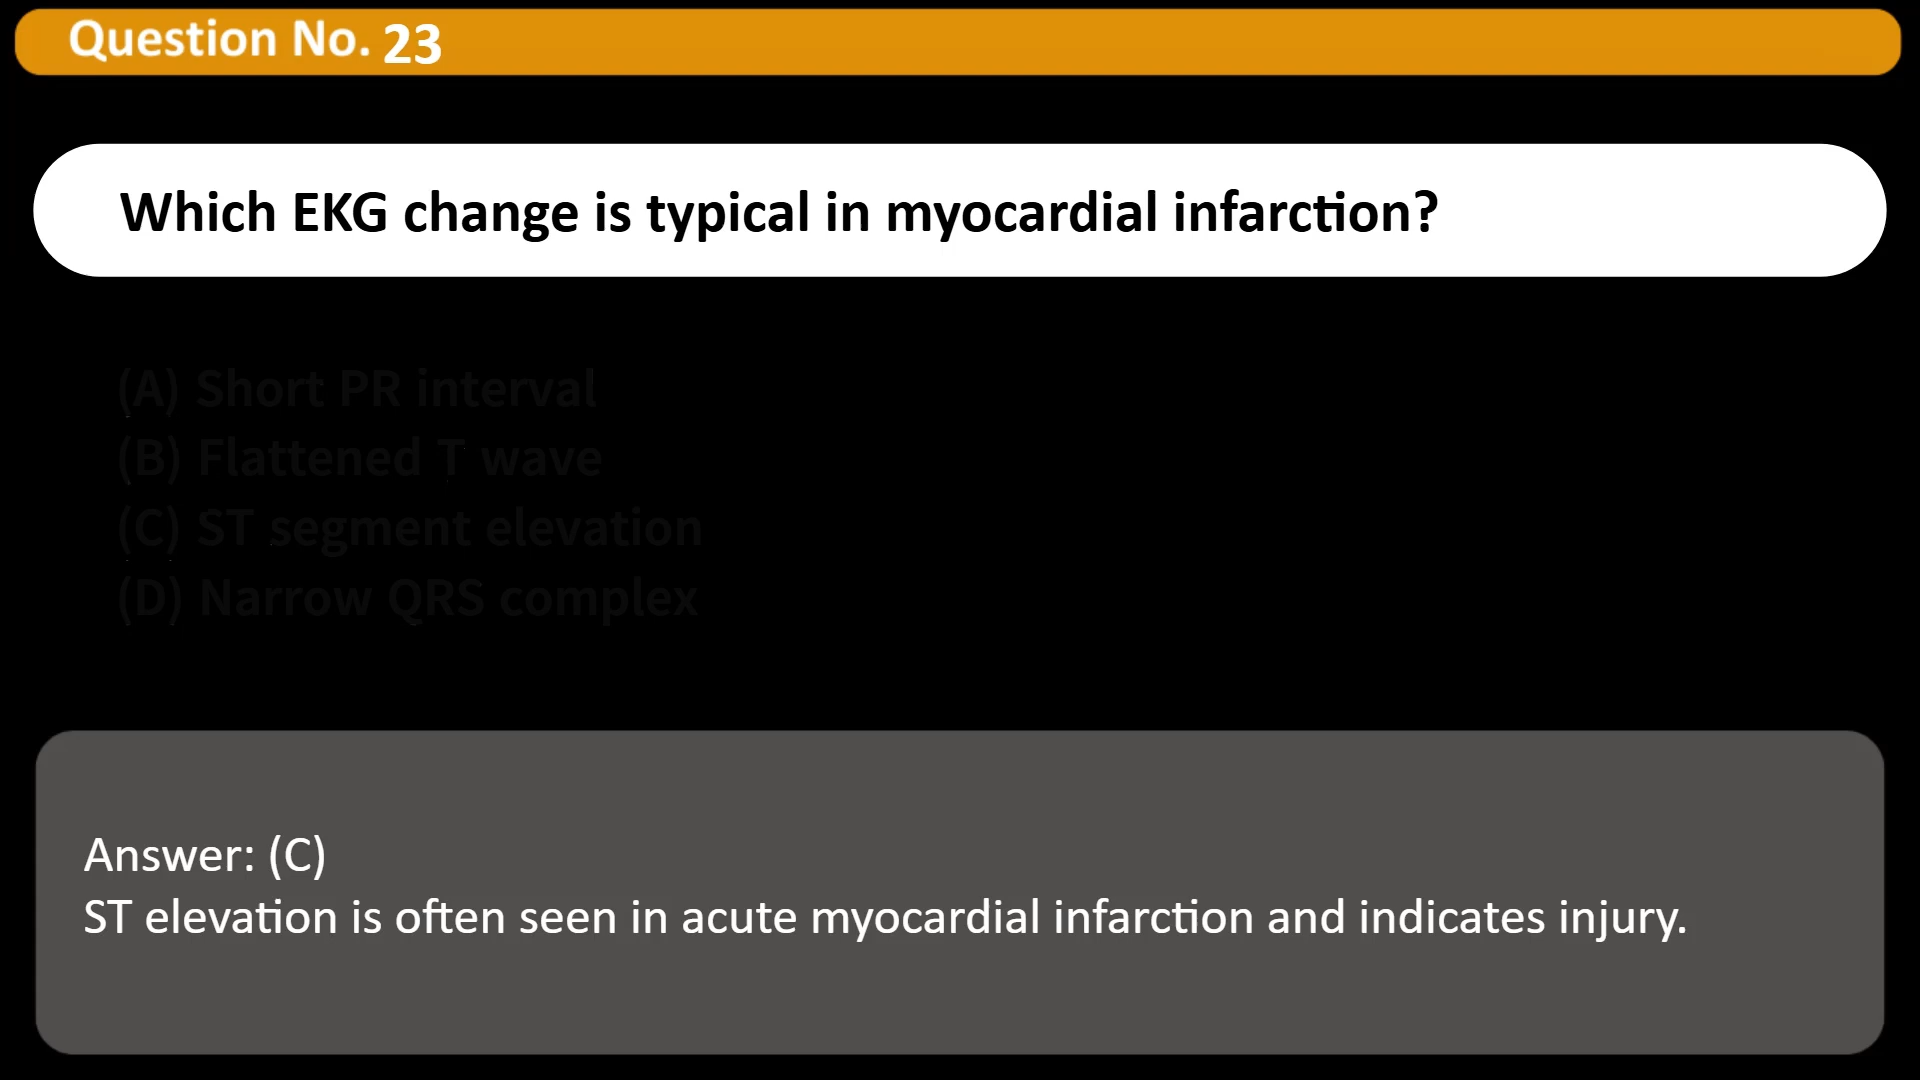 Question No. 23
Which EKG change is typical in myocardial infarction?
(A) Short PR interval
(B) Flattened T wave
(C) ST segment elevation
(D) Narrow QRS complex
Answer: (C)
ST elevation is often seen in acute myocardial infarction and indicates injury.